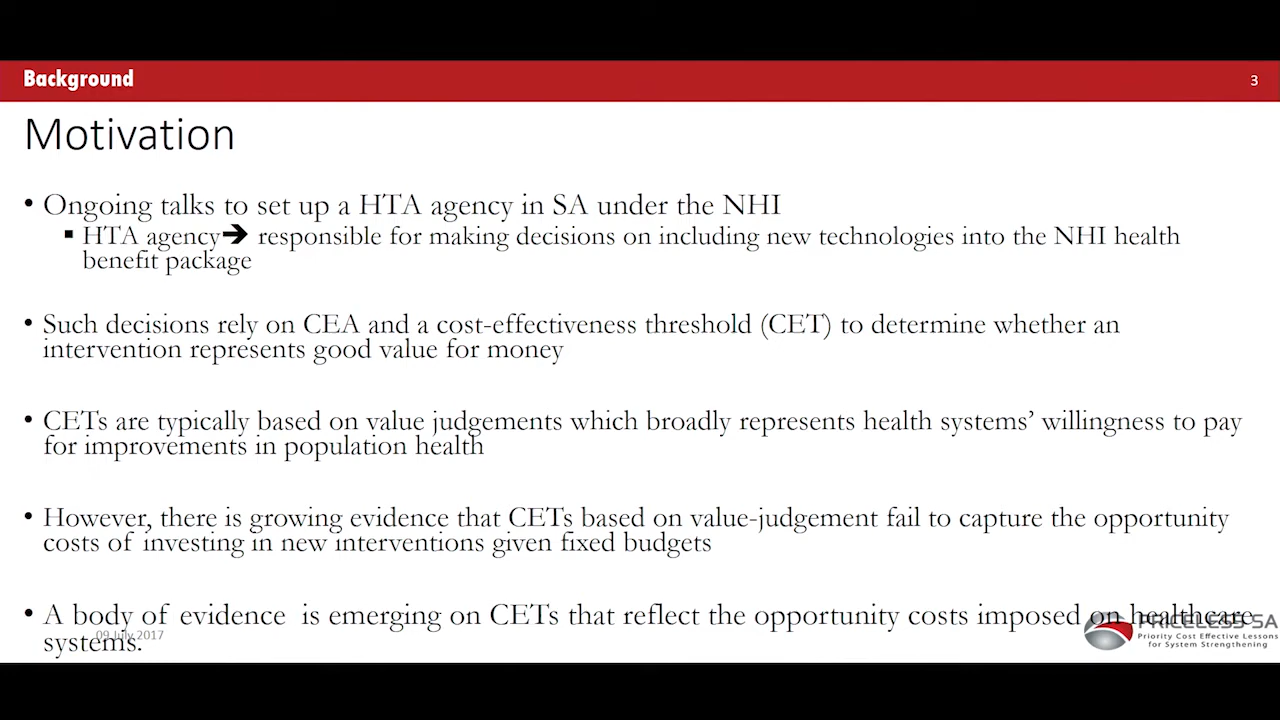 Background
3
Motivation
• Ongoing talks to set up a HTA agency in SA under the NHI
▪ HTA agency➔ responsible for making decisions on including new technologies into the NHI health
benefit package
• Such decisions rely on CEA and a cost-effectiveness threshold (CET) to determine whether an
intervention represents good value for money
• CETs are typically based on value judgements which broadly represents health systems’ willingness to pay
for improvements in population health
• However, there is growing evidence that CETs based on value-judgement fail to capture the opportunity
costs of investing in new interventions given fixed budgets
• A body of evidence is emerging on CETs that reflect the opportunity costs imposed on healthcare
systems.
09 July 2017
PRICELESS SA
Priority Cost Effective Lessons
for System Strengthening